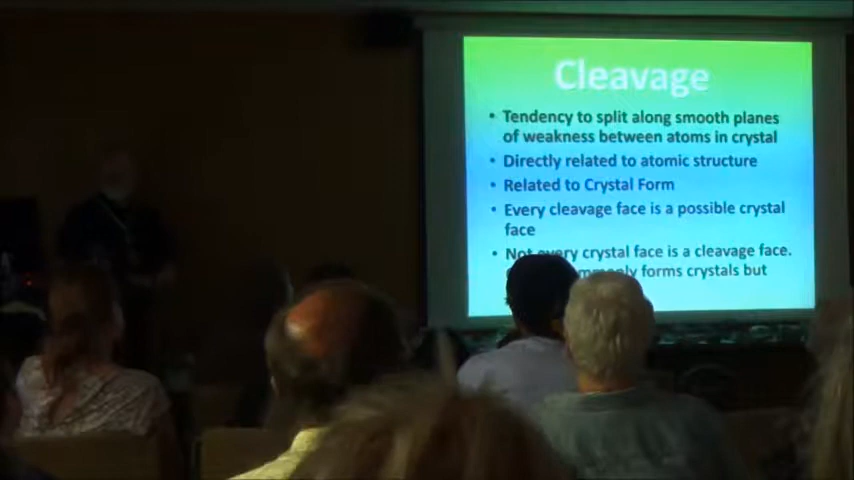 Cleavage
• Tendency to split along smooth planes
of weakness between atoms in crystal
• Directly related to atomic structure
• Related to Crystal Form
• Every cleavage face is a possible crystal
face
• Not every crystal face is a cleavage face.
forms crystals but